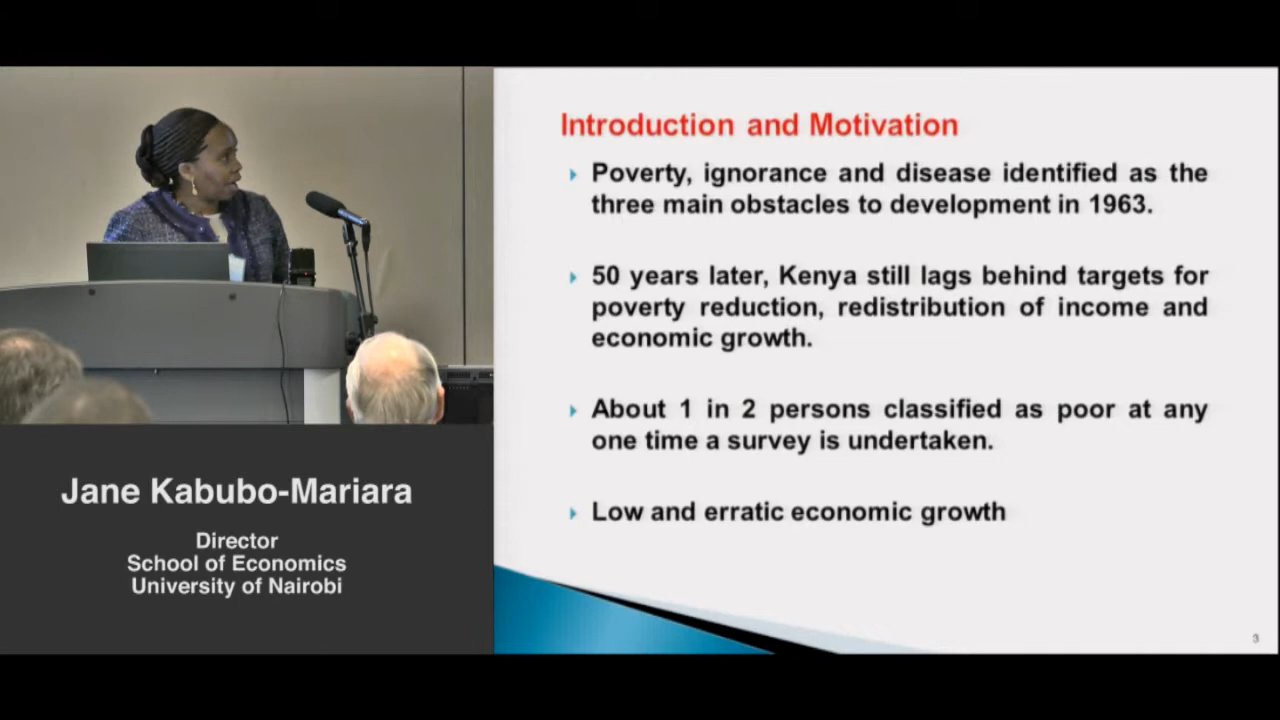 Introduction and Motivation
Poverty, ignorance and disease identified as the
three main obstacles to development in 1963.
50 years later, Kenya still lags behind targets for
poverty reduction, redistribution of income and
economic growth.
About 1 in 2 persons classified as poor at any
one time a survey is undertaken.
Low and erratic economic growth
3
Jane Kabubo-Mariara
Director
School of Economics
University of Nairobi